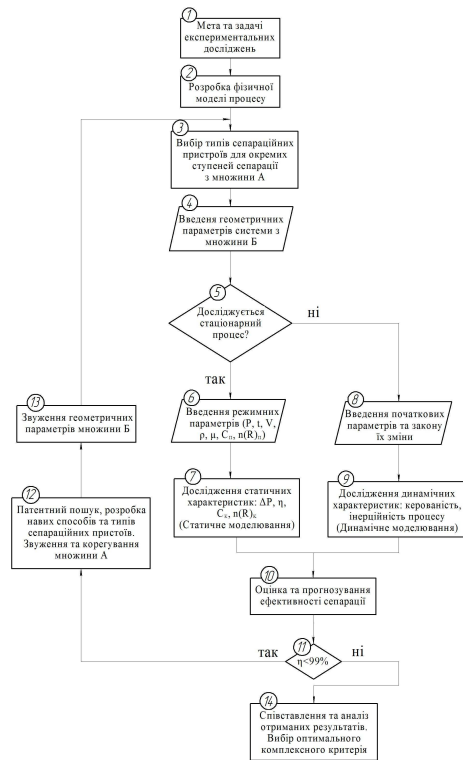 1
Мета та задачі
експериментальних
досліджень
2
Розробка фізичної
моделі процесу
3
Вибір типів сепараційних
пристроїв для окремих
ступеней сепарації
з множини А
4
Введеня геометричних
параметрів системи з
множини Б
5
Досліджується
стаціонарний
процес?
ні
так
6
Введення режимних
параметрів (P, t, V,
ρ, μ, Cп, n(R)п)
8
Введення початкових
параметрів та закону
їх зміни
7
Дослідження статичних
характеристик: ΔP, η,
Cк, n(R)к
(Статичне моделювання)
9
Дослідження динамічних
характеристик: керованість,
інерційність процесу
(Динамічне моделювання)
13
Звуження геометричних
параметрів множини Б
12
Патентний пошук, розробка
навих способів та типів
сепараційних пристоїв.
Звуження та корегування
множини А
10
Оцінка та прогнозування
ефективності сепарації
11
так
η<99%
ні
14
Співставлення та аналіз
отриманих результатів.
Вибір оптимального
комплексного критерія